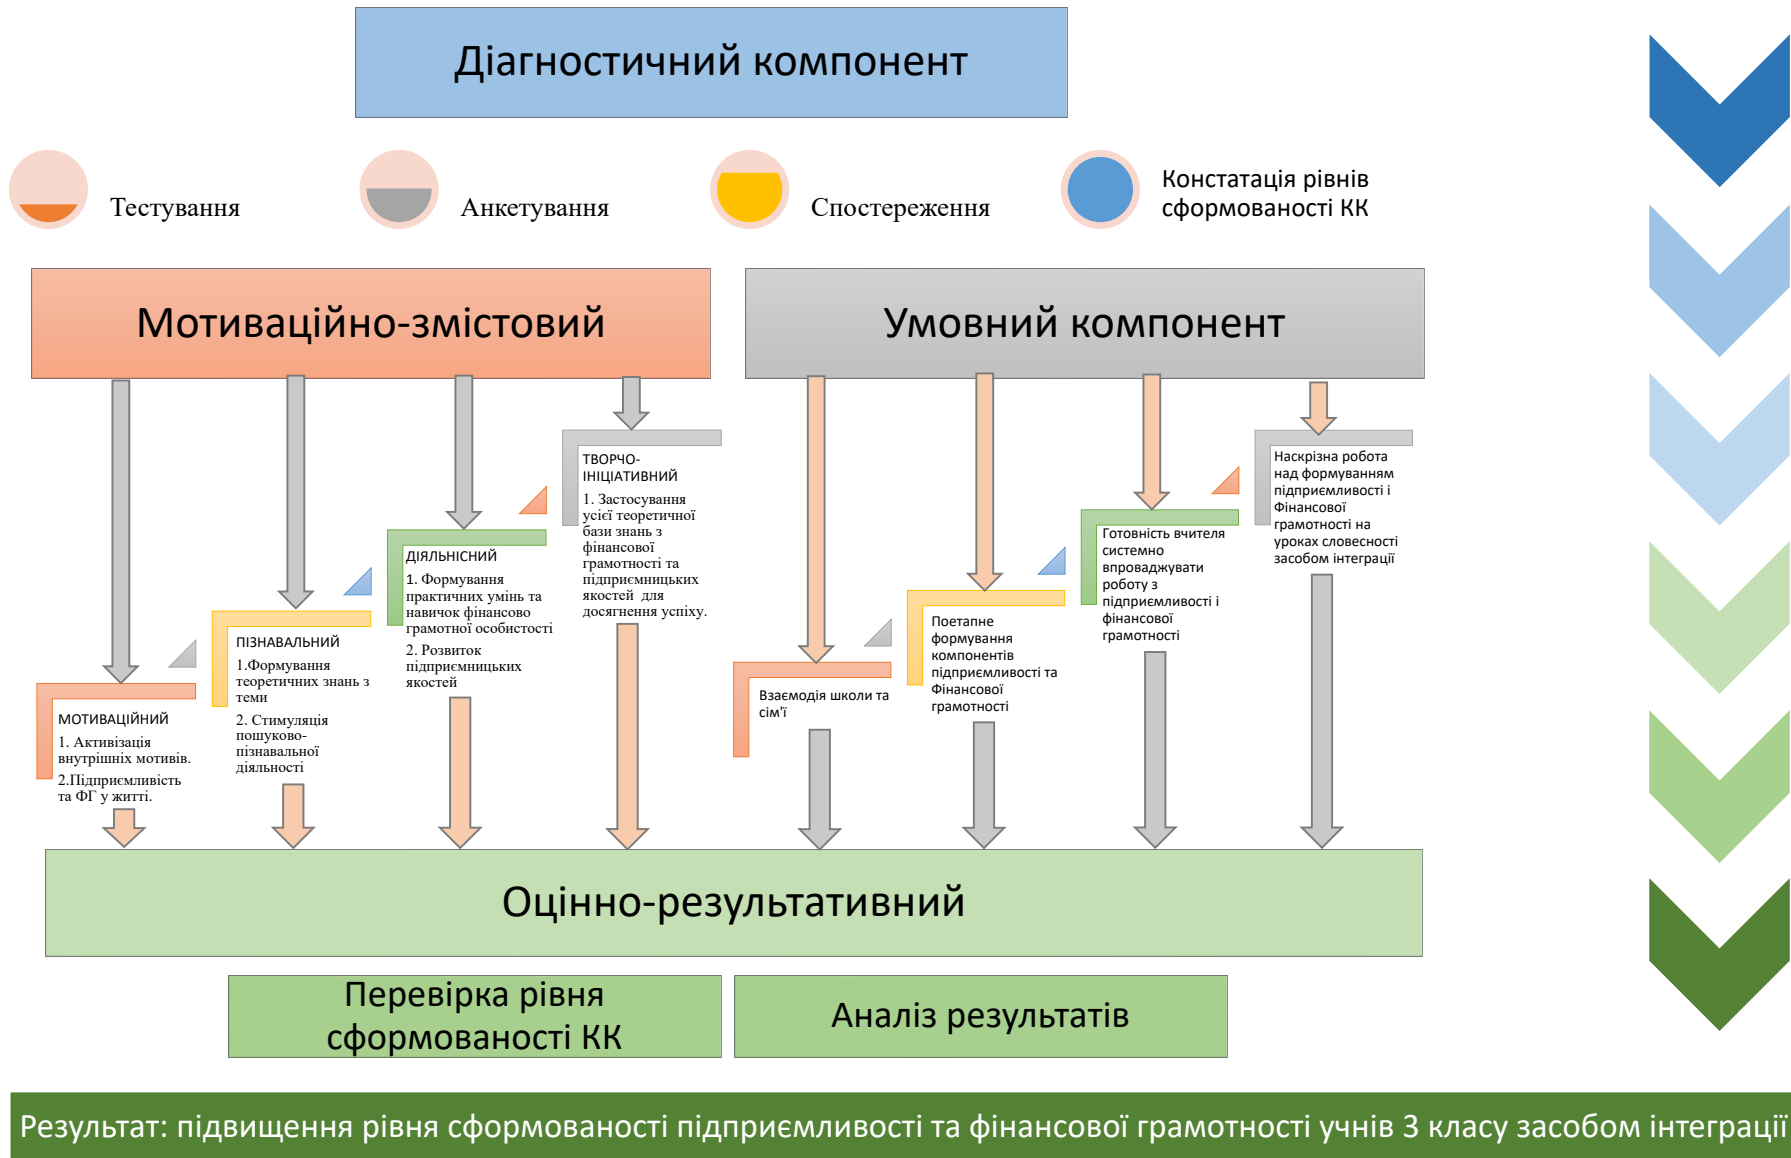 Діагностичний компонент
Тестування
Анкетування
Спостереження
Констатація рівнів
сформованості КК
Мотиваційно-змістовий
Умовний компонент
МОТИВАЦІЙНИЙ
1. Активізація
внутрішніх мотивів.
2.Підприємливість
та ФГ у житті.
ПІЗНАВАЛЬНИЙ
1.Формування
теоретичних знань з
теми
2. Стимуляція
пошуково-
пізнавальної
діяльності
ДІЯЛЬНІСНИЙ
1. Формування
практичних умінь та
навичок фінансово
грамотної особистості
2. Розвиток
підприємницьких
якостей
ТВОРЧО-
ІНІЦІАТИВНИЙ
1. Застосування
усієї теоретичної
бази знань з
фінансової
грамотності та
підприємницьких
якостей для
досягнення успіху.
Взаємодія школи та
сім'ї
Поетапне
формування
компонентів
підприємливості та
Фінансової
грамотності
Готовність вчителя
системно
впроваджувати
роботу з
підприємливості і
фінансової
грамотності
Наскрізна робота
над формуванням
підприємливості і
Фінансової
грамотності на
уроках словесності
засобом інтеграції
Оцінно-результативний
Перевірка рівня
сформованості КК
Аналіз результатів
Результат: підвищення рівня сформованості підприємливості та фінансової грамотності учнів 3 класу засобом інтеграції